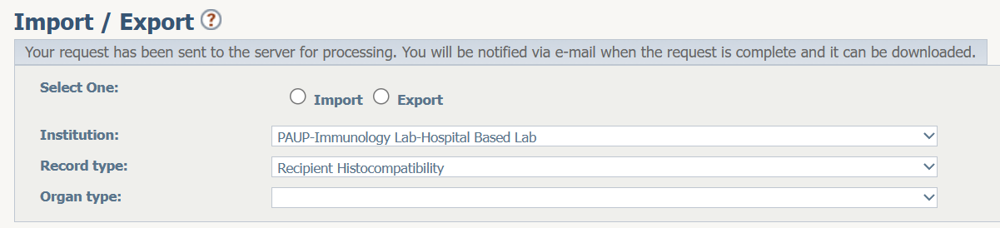 Import / Export ?
Your request has been sent to the server for processing. You will be notified via e-mail when the request is complete and it can be downloaded.
Select One:
Import Export
Institution: PAUP-Immunology Lab-Hospital Based Lab
Record type: Recipient Histocompatibility
Organ type: